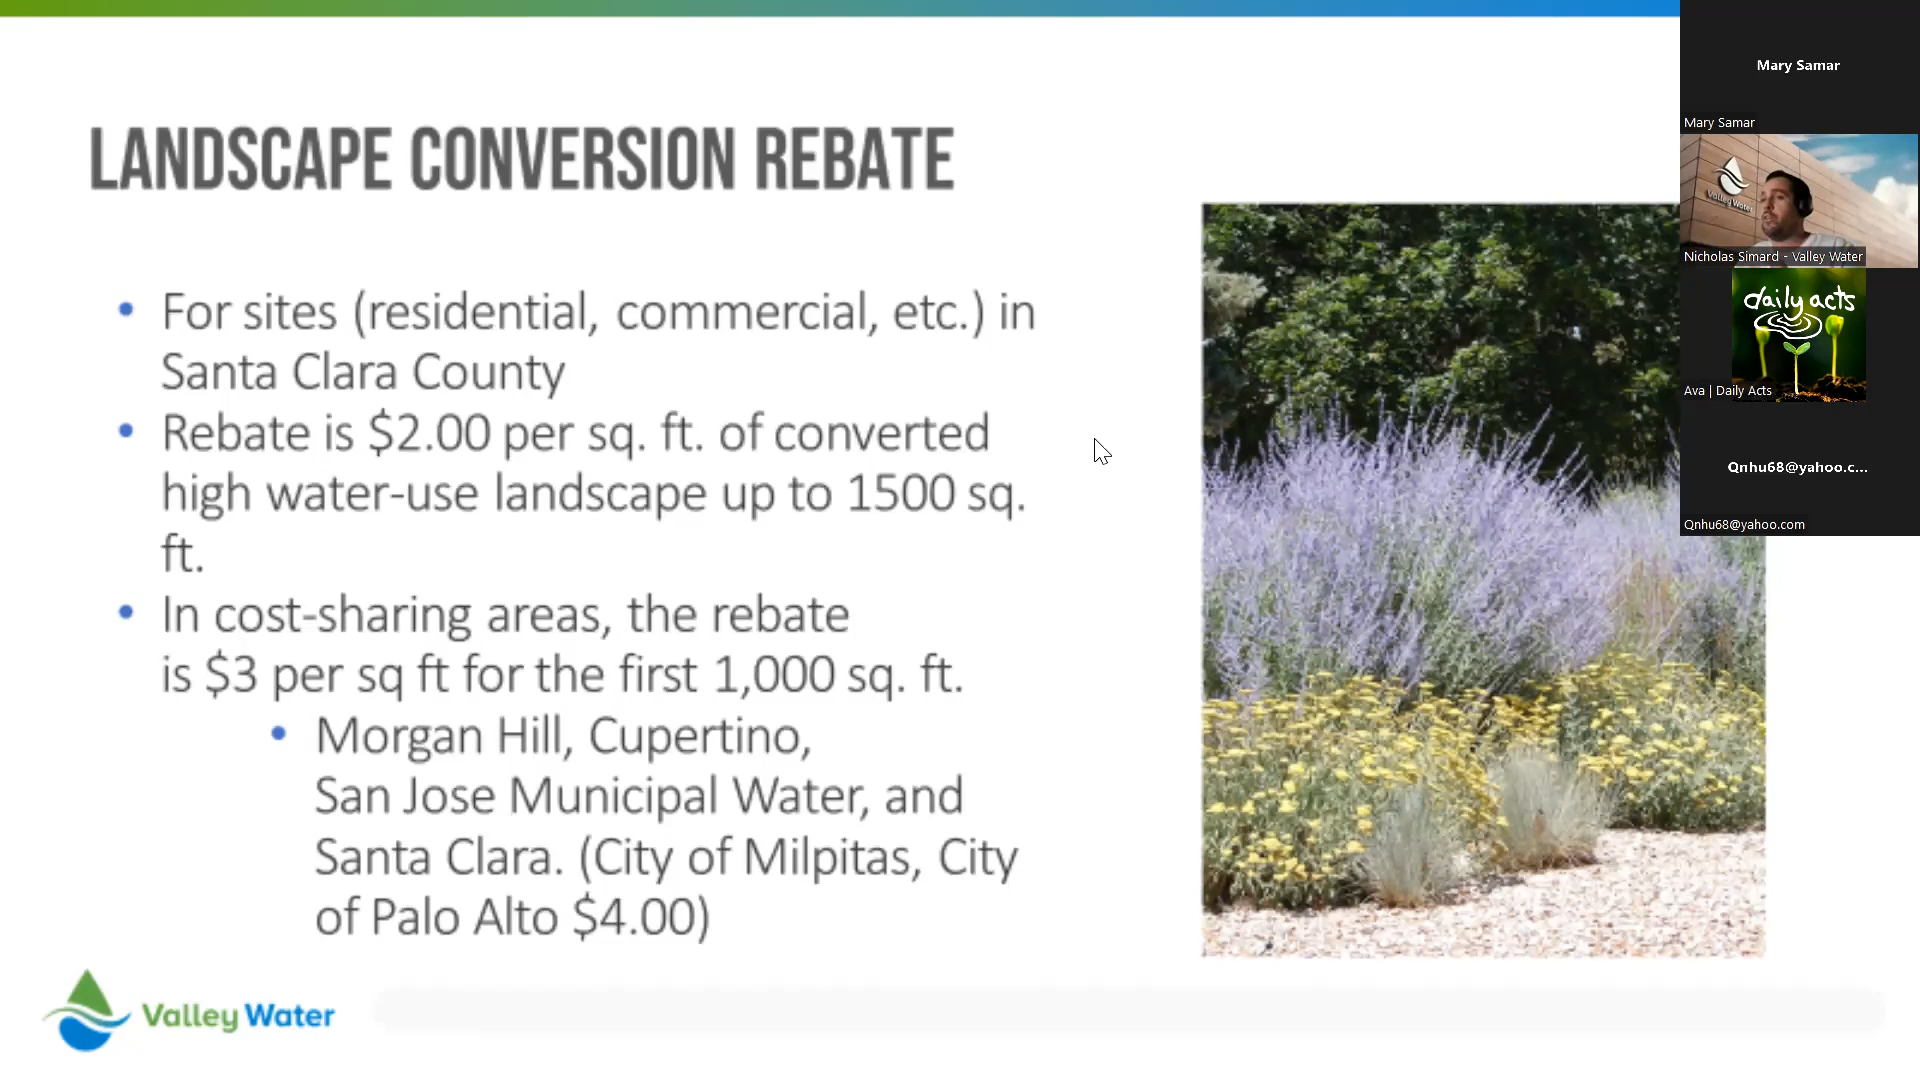 LANDSCAPE CONVERSION REBATE
• For sites (residential, commercial, etc.) in
Santa Clara County
• Rebate is $2.00 per sq. ft. of converted
high water-use landscape up to 1500 sq.
ft.
• In cost-sharing areas, the rebate
is $3 per sq ft for the first 1,000 sq. ft.
• Morgan Hill, Cupertino,
San Jose Municipal Water, and
Santa Clara. (City of Milpitas, City
of Palo Alto $4.00)
Valley Water
Mary Samar
Mary Samar
Valley Water
Nicholas Simard - Valley Water
daily acts
Ava | Daily Acts
Qnhu68@yahoo.c...
Qnhu68@yahoo.com